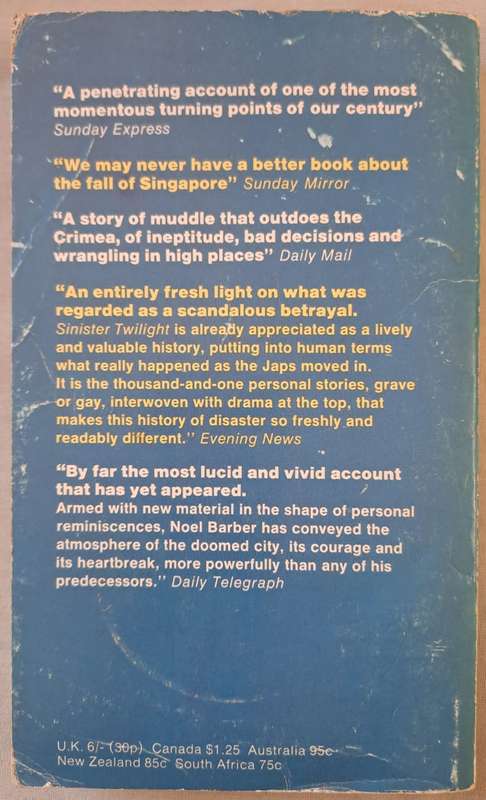 “A penetrating account of one of the most
momentous turning points of our century”
Sunday Express
“We may never have a better book about
the fall of Singapore” Sunday Mirror
“A story of muddle that outdoes the
Crimea, of ineptitude, bad decisions and
wrangling in high places” Daily Mail
“An entirely fresh light on what was
regarded as a scandalous betrayal.
Sinister Twilight is already appreciated as a lively
and valuable history, putting into human terms
what really happened as the Japs moved in.
It is the thousand-and-one personal stories, grave
or gay, interwoven with drama at the top, that
makes this history of disaster so freshly and
readably different.” Evening News
“By far the most lucid and vivid account
that has yet appeared.
Armed with new material in the shape of personal
reminiscences, Noel Barber has conveyed the
atmosphere of the doomed city, its courage and
its heartbreak, more powerfully than any of his
predecessors.” Daily Telegraph
U.K. 6/- (30p) Canada $1.25 Australia 95c
New Zealand 85c South Africa 75c